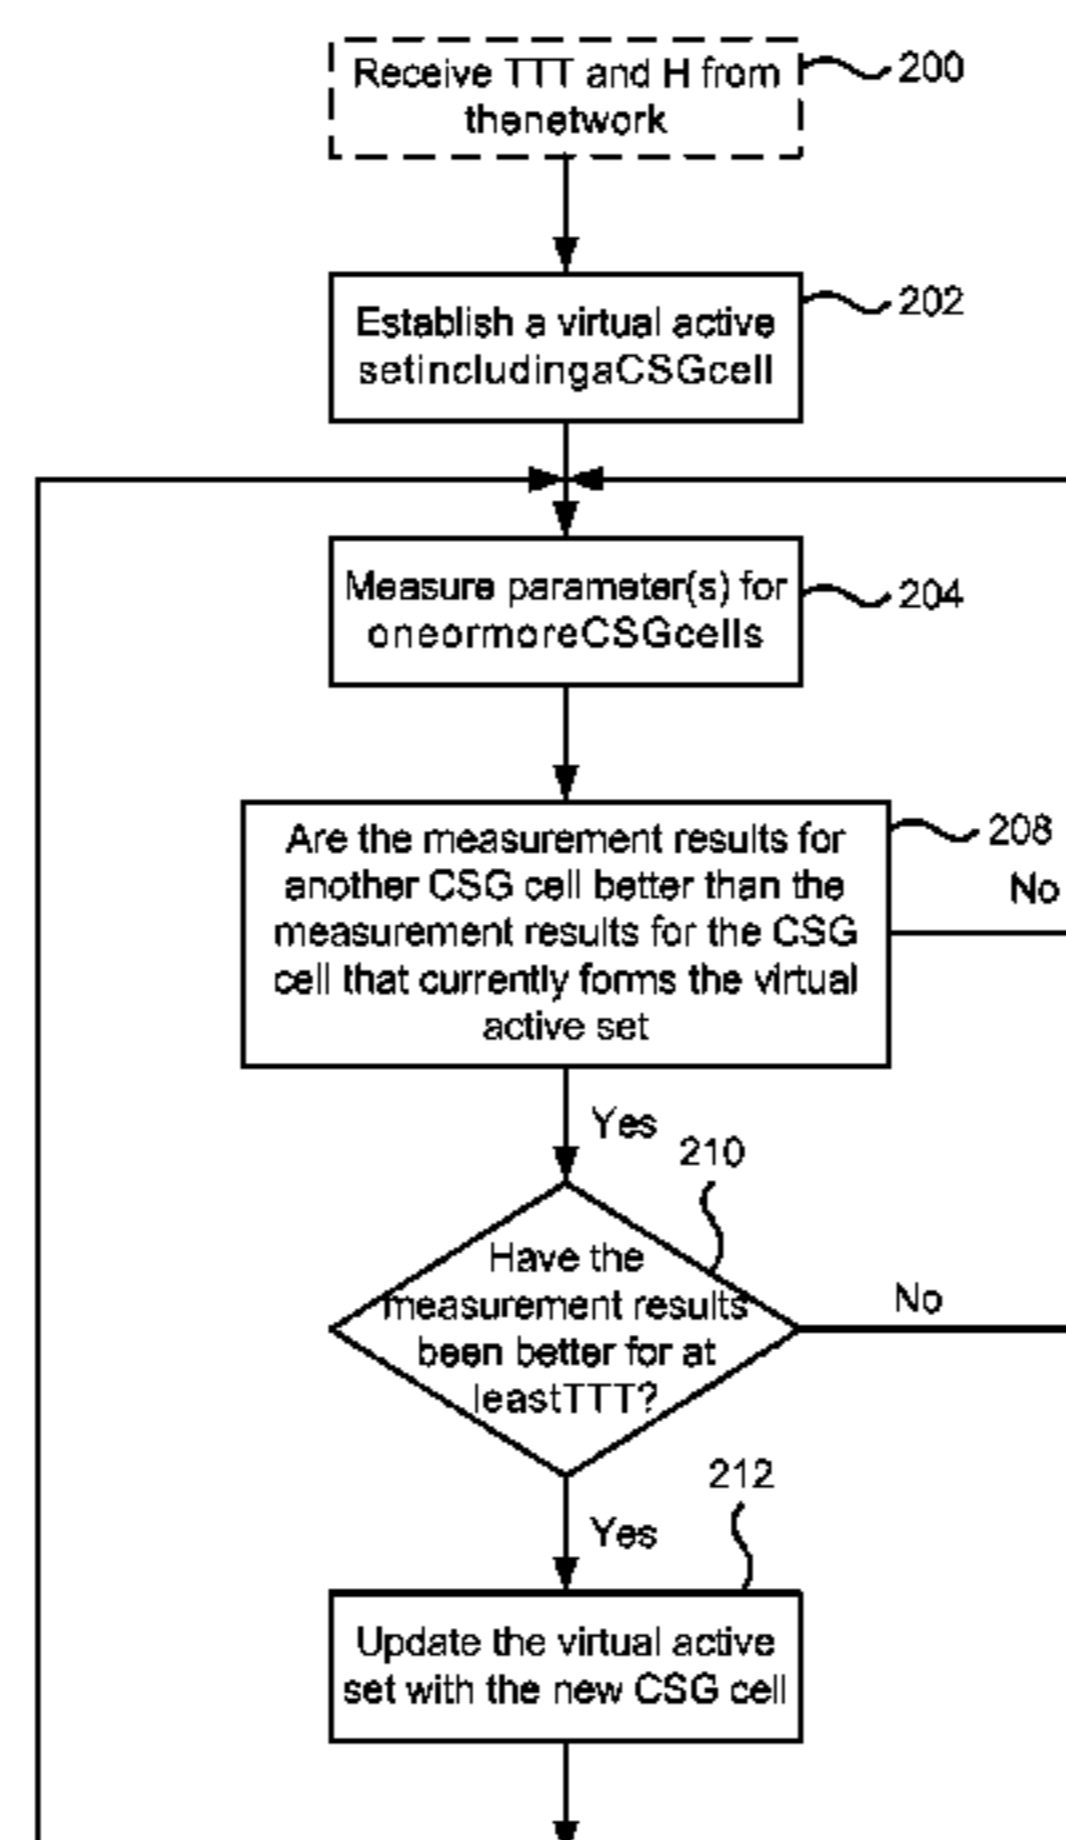 Receive TTT and H from
thenetwork
200
Establish a virtual active
setincludingaCSGcell
202
Measure parameter(s) for
oneormoreCSGcells
204
Are the measurement results for
another CSG cell better than the
measurement results for the CSG
cell that currently forms the virtual
active set
208
No
Yes
210
Have the
measurement results
been better for at
leastTTT?
No
Yes
212
Update the virtual active
set with the new CSG cell